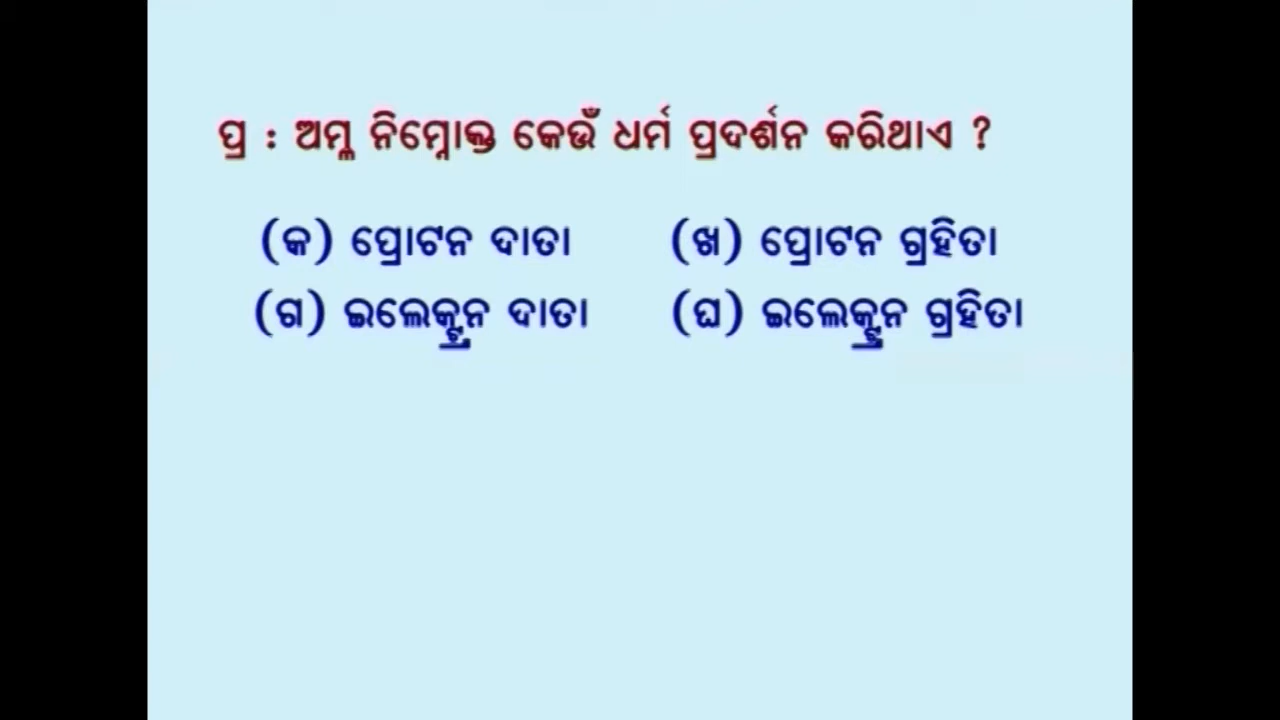 ପ୍ର : ଅମ୍ଳ ନିମ୍ନୋକ୍ତ କେଉଁ ଧର୍ମ ପ୍ରଦର୍ଶନ କରିଥାଏ ?
(କ) ପ୍ରୋଟନ ଦାତା (ଖ) ପ୍ରୋଟନ ଗ୍ରହିତା
(ଗ) ଇଲେକ୍ଟ୍ରନ ଦାତା (ଘ) ଇଲେକ୍ଟ୍ରନ ଗ୍ରହିତା